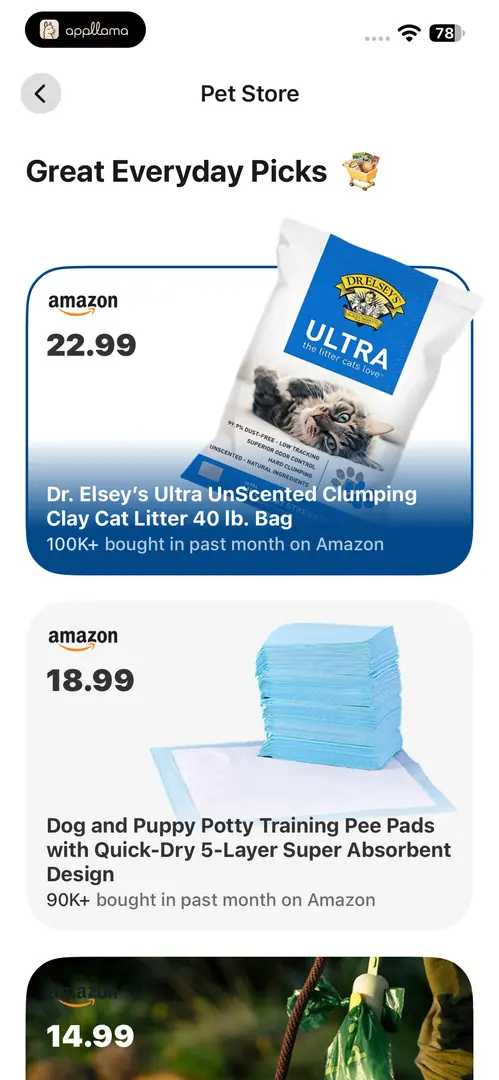 appllama
78
Pet Store
Great Everyday Picks
amazon
22.99
DR.ELSEY'S
ULTRA
the litter cats love™
99.9% DUST-FREE - LOW TRACKING
SUPERIOR ODOR CONTROL
HARD CLUMPING
UNSCENTED - NATURAL INGREDIENTS
Dr. Elsey’s Ultra UnScented Clumping
Clay Cat Litter 40 lb. Bag
100K+ bought in past month on Amazon
amazon
18.99
Dog and Puppy Potty Training Pee Pads
with Quick-Dry 5-Layer Super Absorbent
Design
90K+ bought in past month on Amazon
amazon
14.99